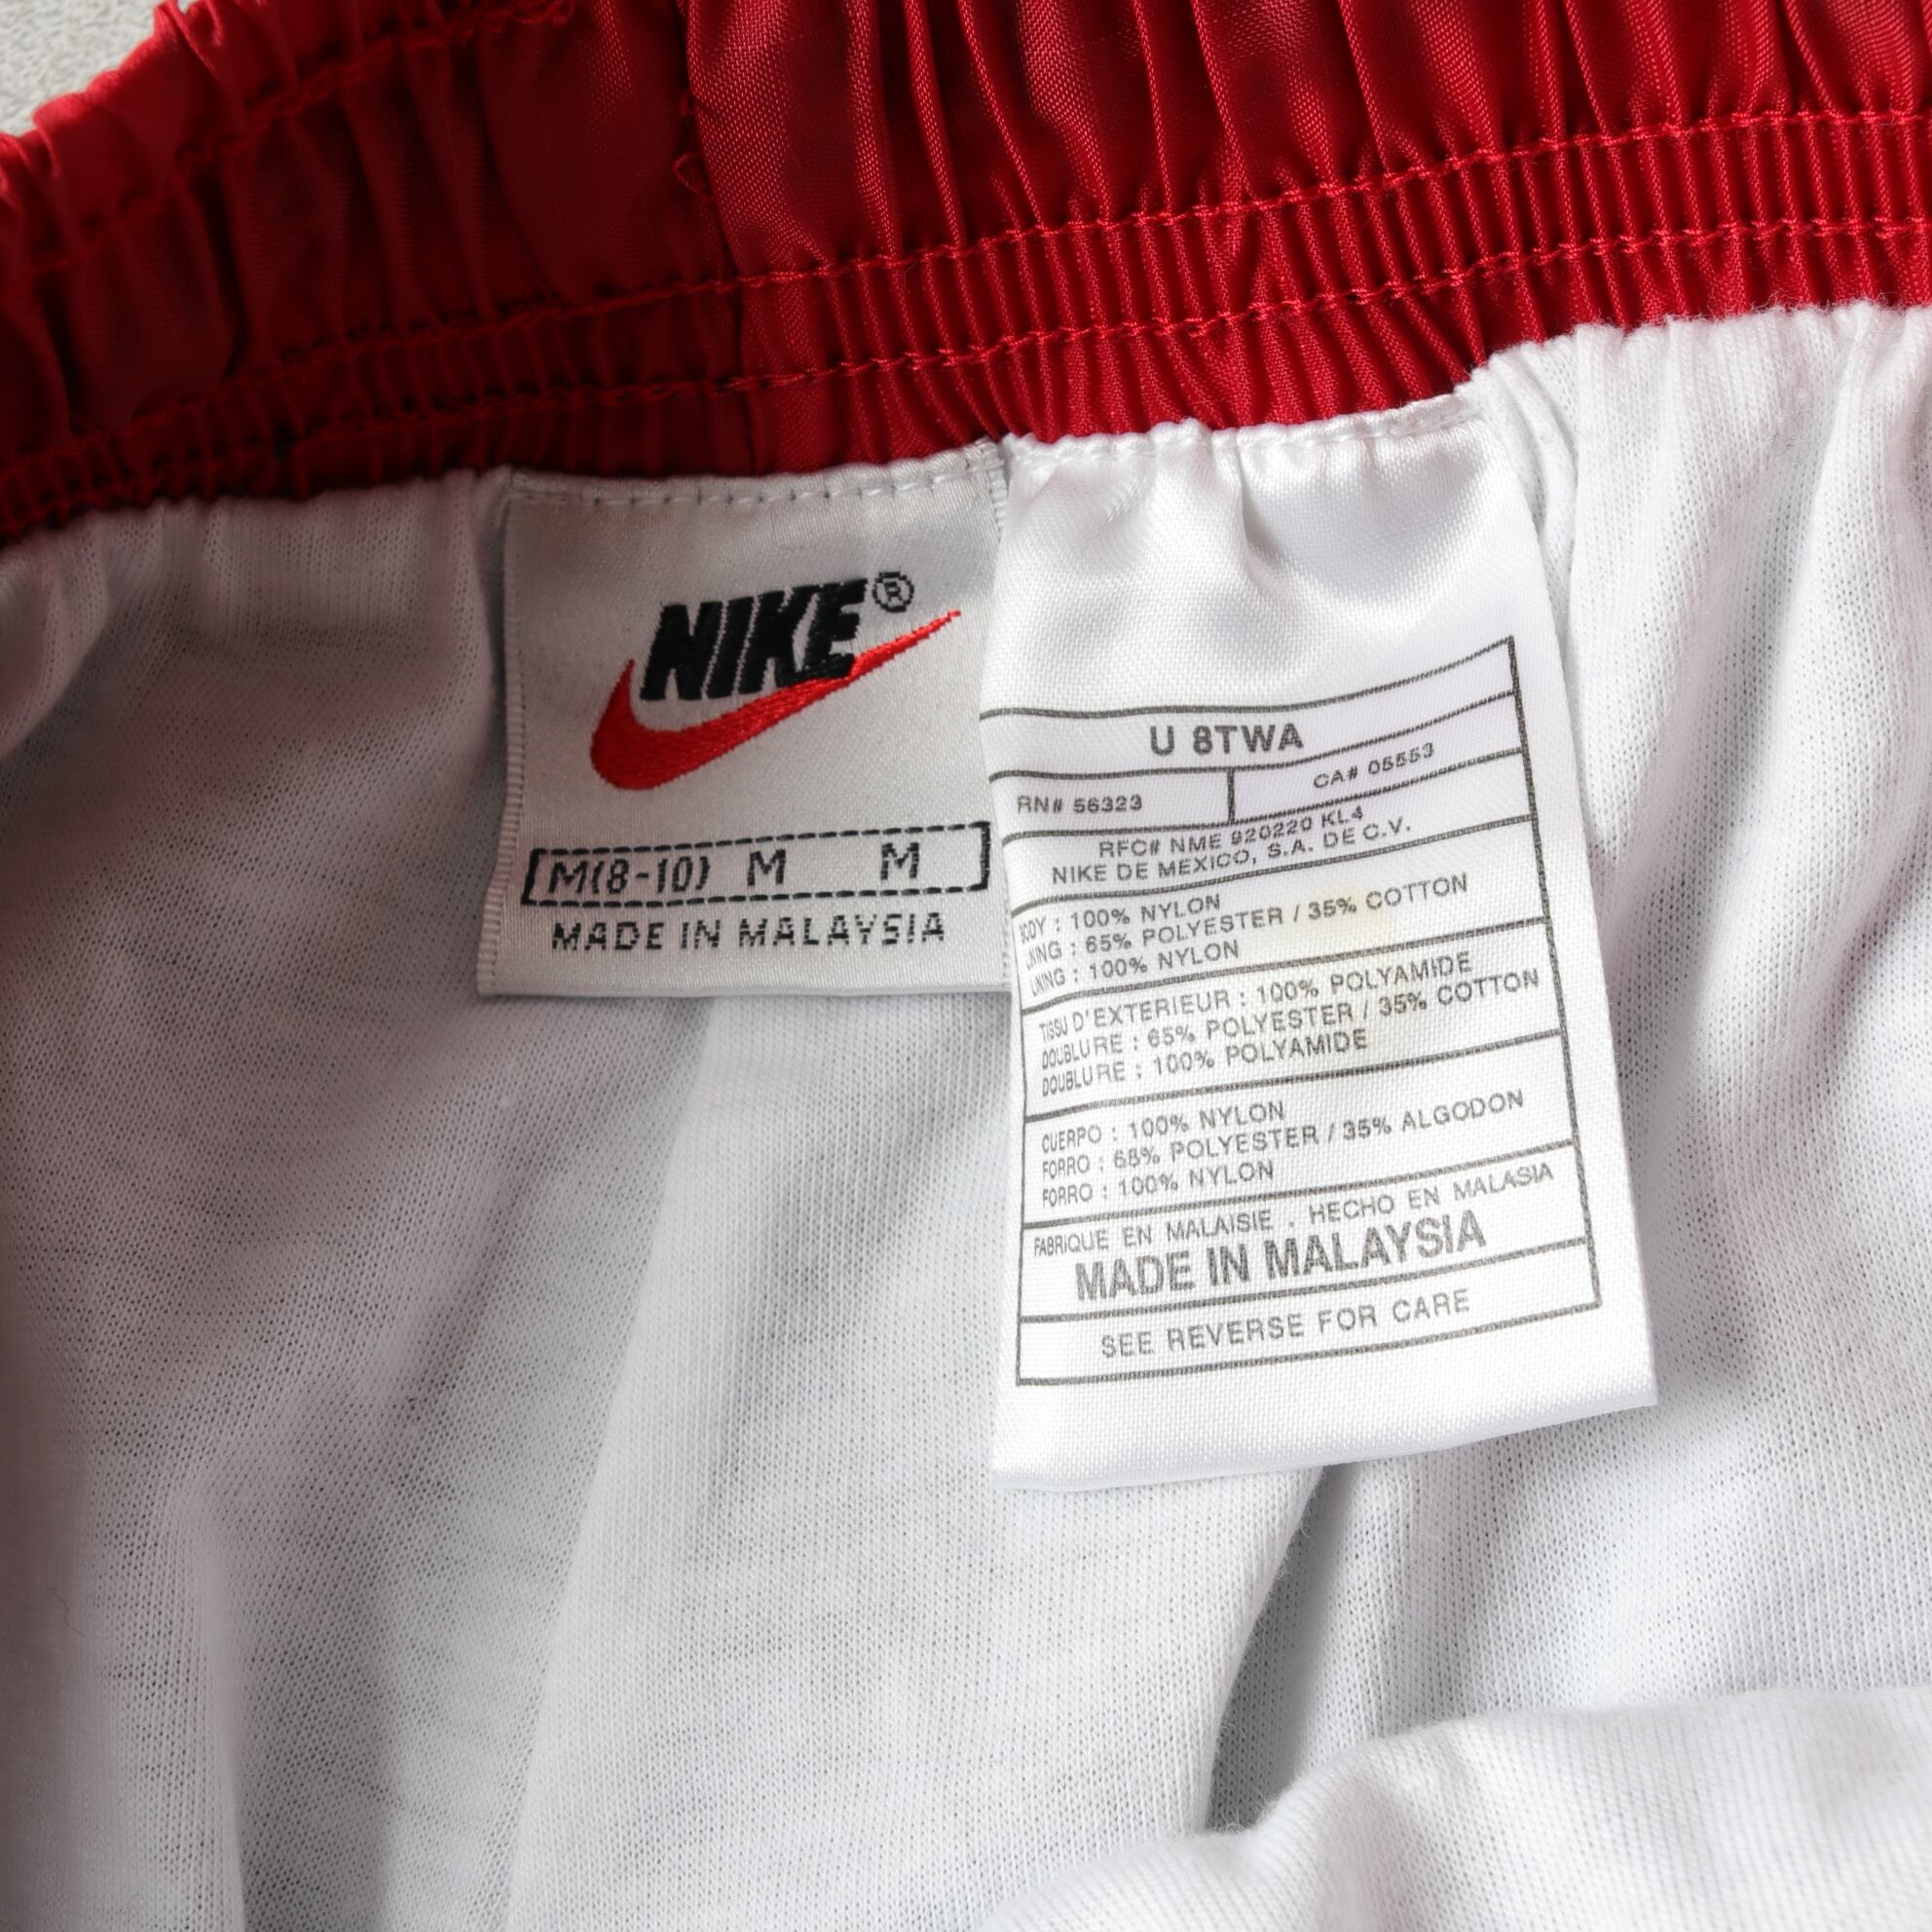 NIKE®
M(8-10) M M
MADE IN MALAYSIA
U 8TWA
RN# 56323
CA# 05553
RFC# NME 920220 KL4
NIKE DE MEXICO, S.A. DE C.V.
BODY : 100% NYLON
LINING : 65% POLYESTER / 35% COTTON
LINING : 100% NYLON
TISSU D'EXTERIEUR : 100% POLYAMIDE
DOUBLURE : 65% POLYESTER / 35% COTTON
DOUBLURE : 100% POLYAMIDE
CUERPO : 100% NYLON
FORRO : 65% POLYESTER / 35% ALGODON
FORRO : 100% NYLON
FABRIQUE EN MALAISIE . HECHO EN MALASIA
MADE IN MALAYSIA
SEE REVERSE FOR CARE